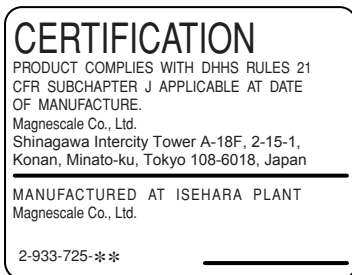 CERTIFICATION
PRODUCT COMPLIES WITH DHHS RULES 21
CFR SUBCHAPTER J APPLICABLE AT DATE
OF MANUFACTURE.
Magnescale Co., Ltd.
Shinagawa Intercity Tower A-18F, 2-15-1,
Konan, Minato-ku, Tokyo 108-6018, Japan
MANUFACTURED AT ISEHARA PLANT
Magnescale Co., Ltd.
2-933-725-**